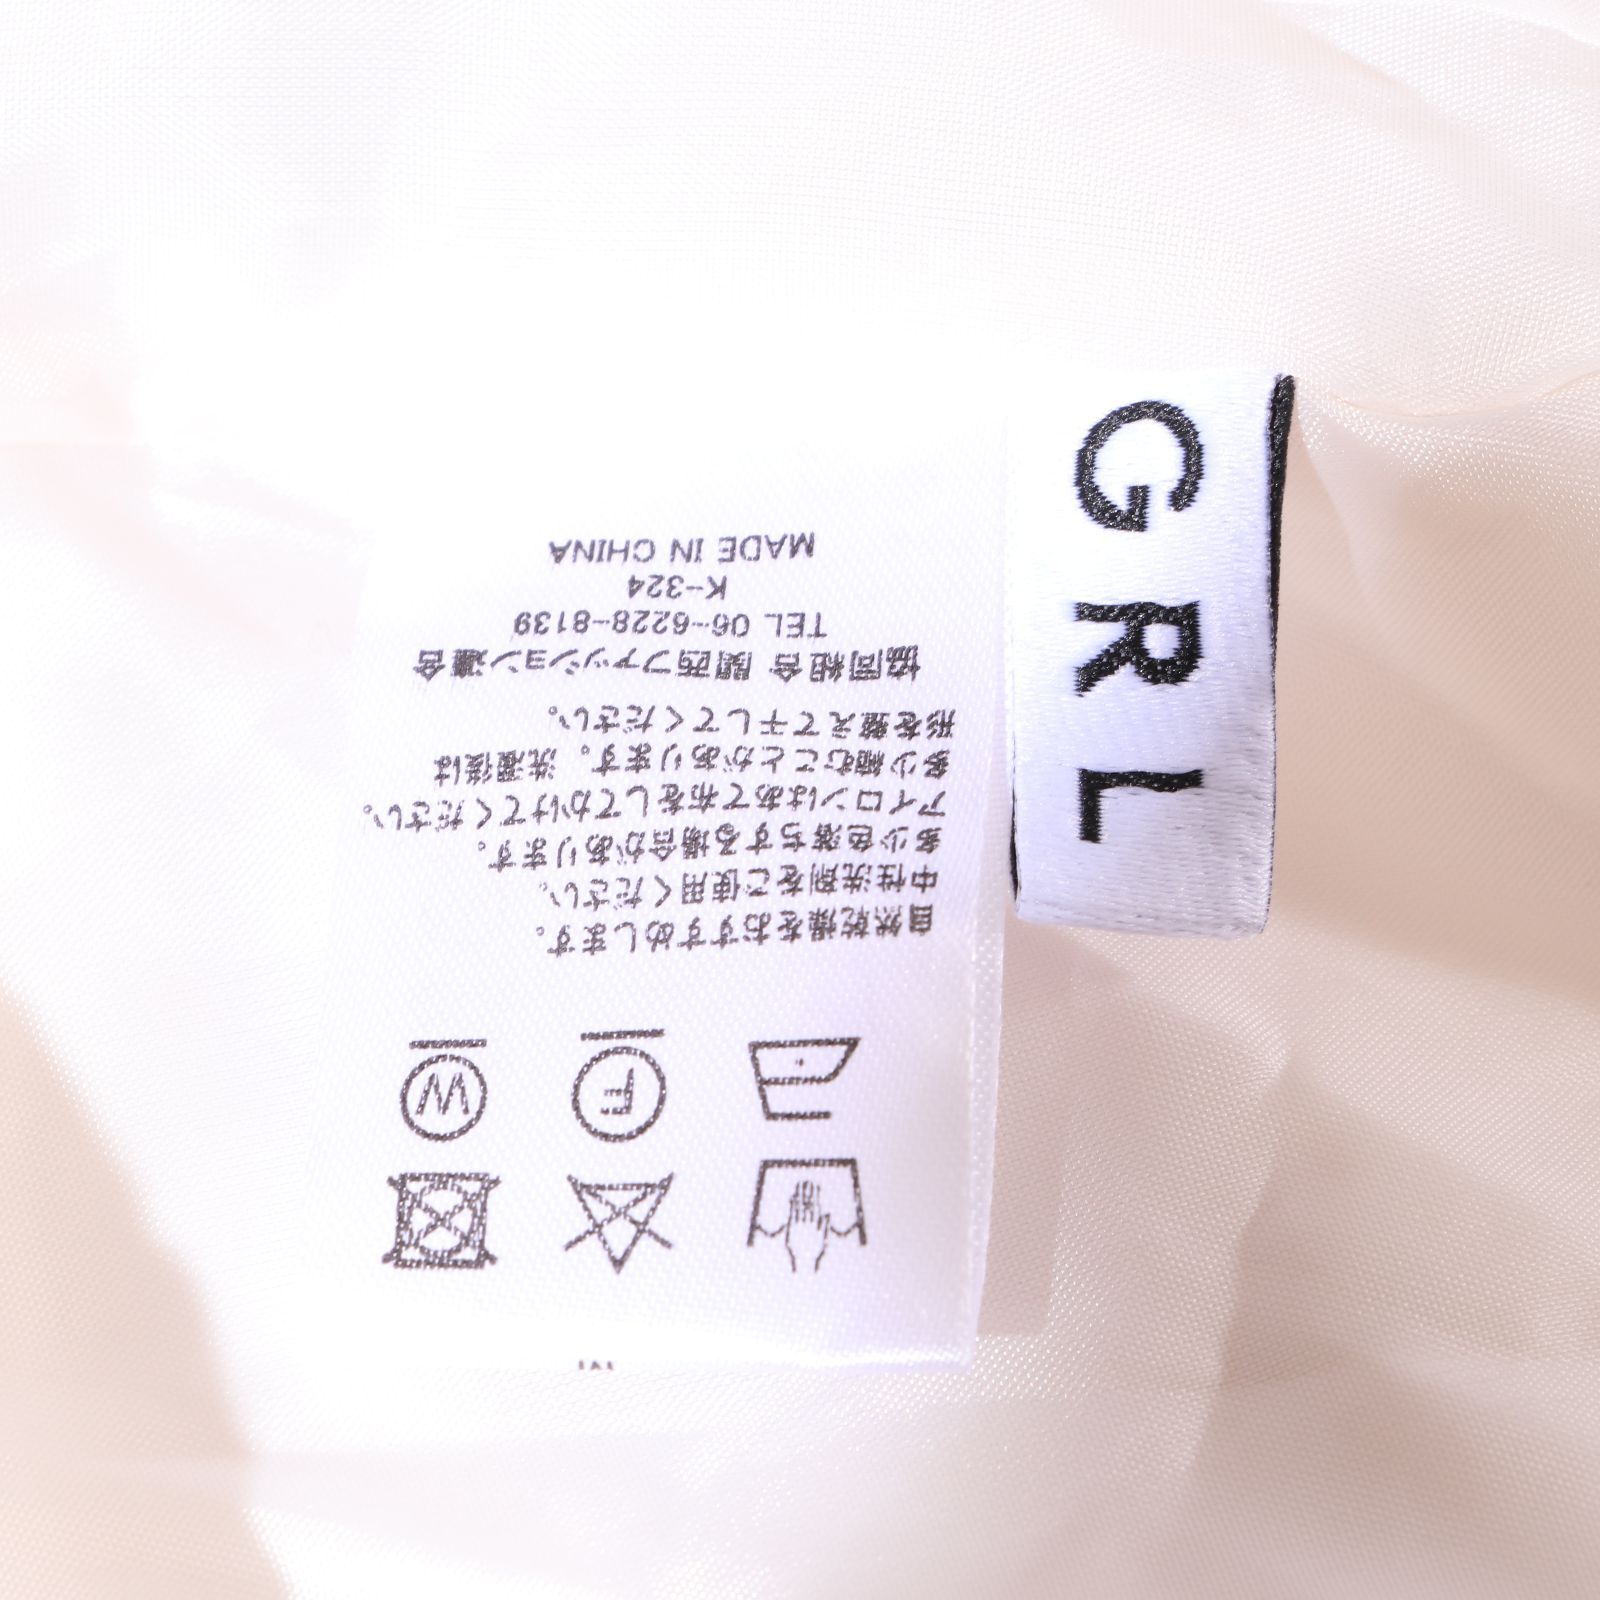 GRL
M
自然乾燥をおすすめします。
中性洗剤をご使用ください。
多少色落ちする場合があります。
アイロンはあて布をしてかけてください。
多少縮むことがあります。洗濯後は
形を整えて干してください。
協同組合 関西ファッション連合
TEL 06-6228-8139
K-324
MADE IN CHINA
F
W